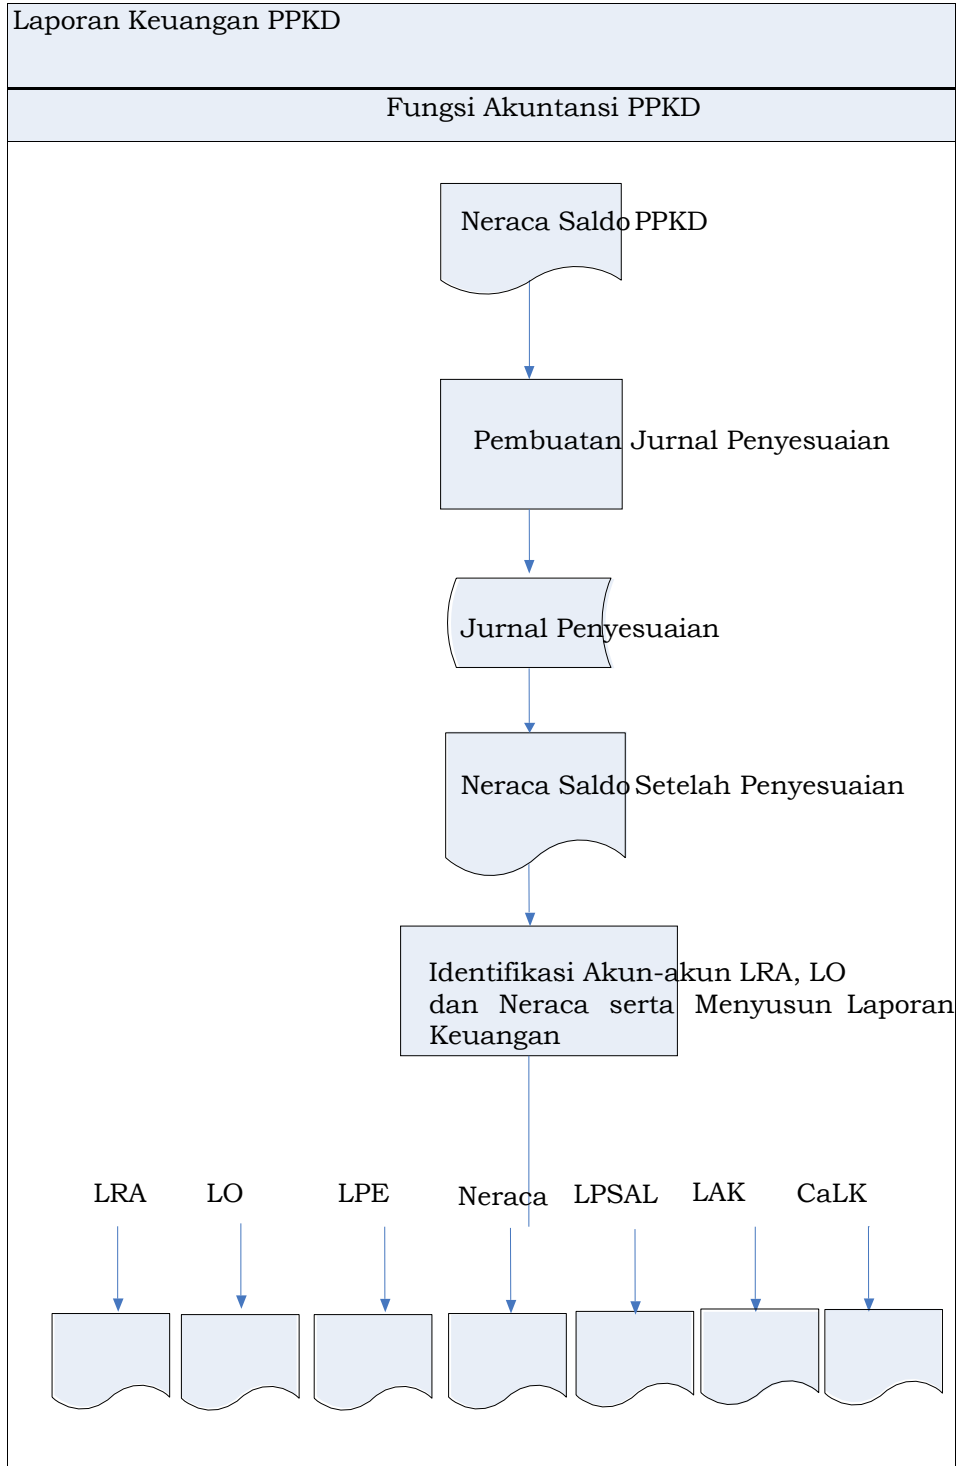 Laporan Keuangan PPKD
Fungsi Akuntansi PPKD
Neraca Saldo PPKD
Pembuatan Jurnal Penyesuaian
Jurnal Penyesuaian
Neraca Saldo Setelah Penyesuaian
Identifikasi Akun-akun LRA, LO
dan Neraca serta Menyusun Laporan
Keuangan
LRA LO LPE Neraca LPSAL LAK CaLK